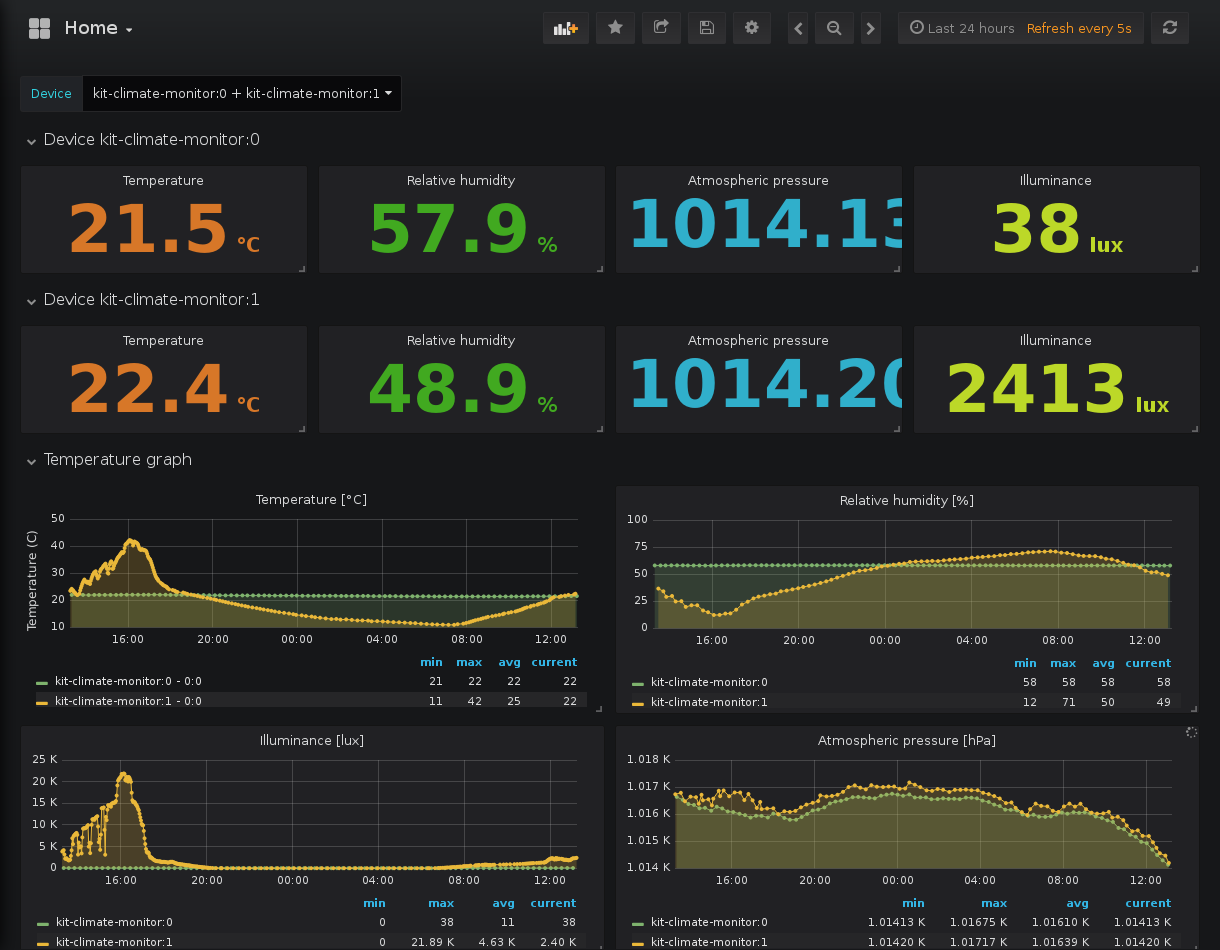 Home
Last 24 hours Refresh every 5s
Device kit-climate-monitor:0 + kit-climate-monitor:1
Device kit-climate-monitor:0
Temperature Relative humidity Atmospheric pressure Illuminance
21.5 °C 57.9 % 1014.13 38 lux
Device kit-climate-monitor:1
Temperature Relative humidity Atmospheric pressure Illuminance
22.4 °C 48.9 % 1014.20 2413 lux
Temperature graph
Temperature [°C]
Temperature (C)
50
40
30
20
10
16:00 20:00 00:00 04:00 08:00 12:00
min max avg current
kit-climate-monitor:0 - 0:0 21 22 22 22
kit-climate-monitor:1 - 0:0 11 42 25 22
Relative humidity [%]
100
75
50
25
0
16:00 20:00 00:00 04:00 08:00 12:00
min max avg current
kit-climate-monitor:0 58 58 58 58
kit-climate-monitor:1 12 71 50 49
Illuminance [lux]
25 K
20 K
15 K
10 K
5 K
0
16:00 20:00 00:00 04:00 08:00 12:00
min max avg current
kit-climate-monitor:0 0 38 11 38
kit-climate-monitor:1 0 21.89 K 4.63 K 2.40 K
Atmospheric pressure [hPa]
1.018 K
1.017 K
1.016 K
1.015 K
1.014 K
16:00 20:00 00:00 04:00 08:00 12:00
min max avg current
kit-climate-monitor:0 1.01413 K 1.01675 K 1.01610 K 1.01413 K
kit-climate-monitor:1 1.01420 K 1.01717 K 1.01639 K 1.01420 K